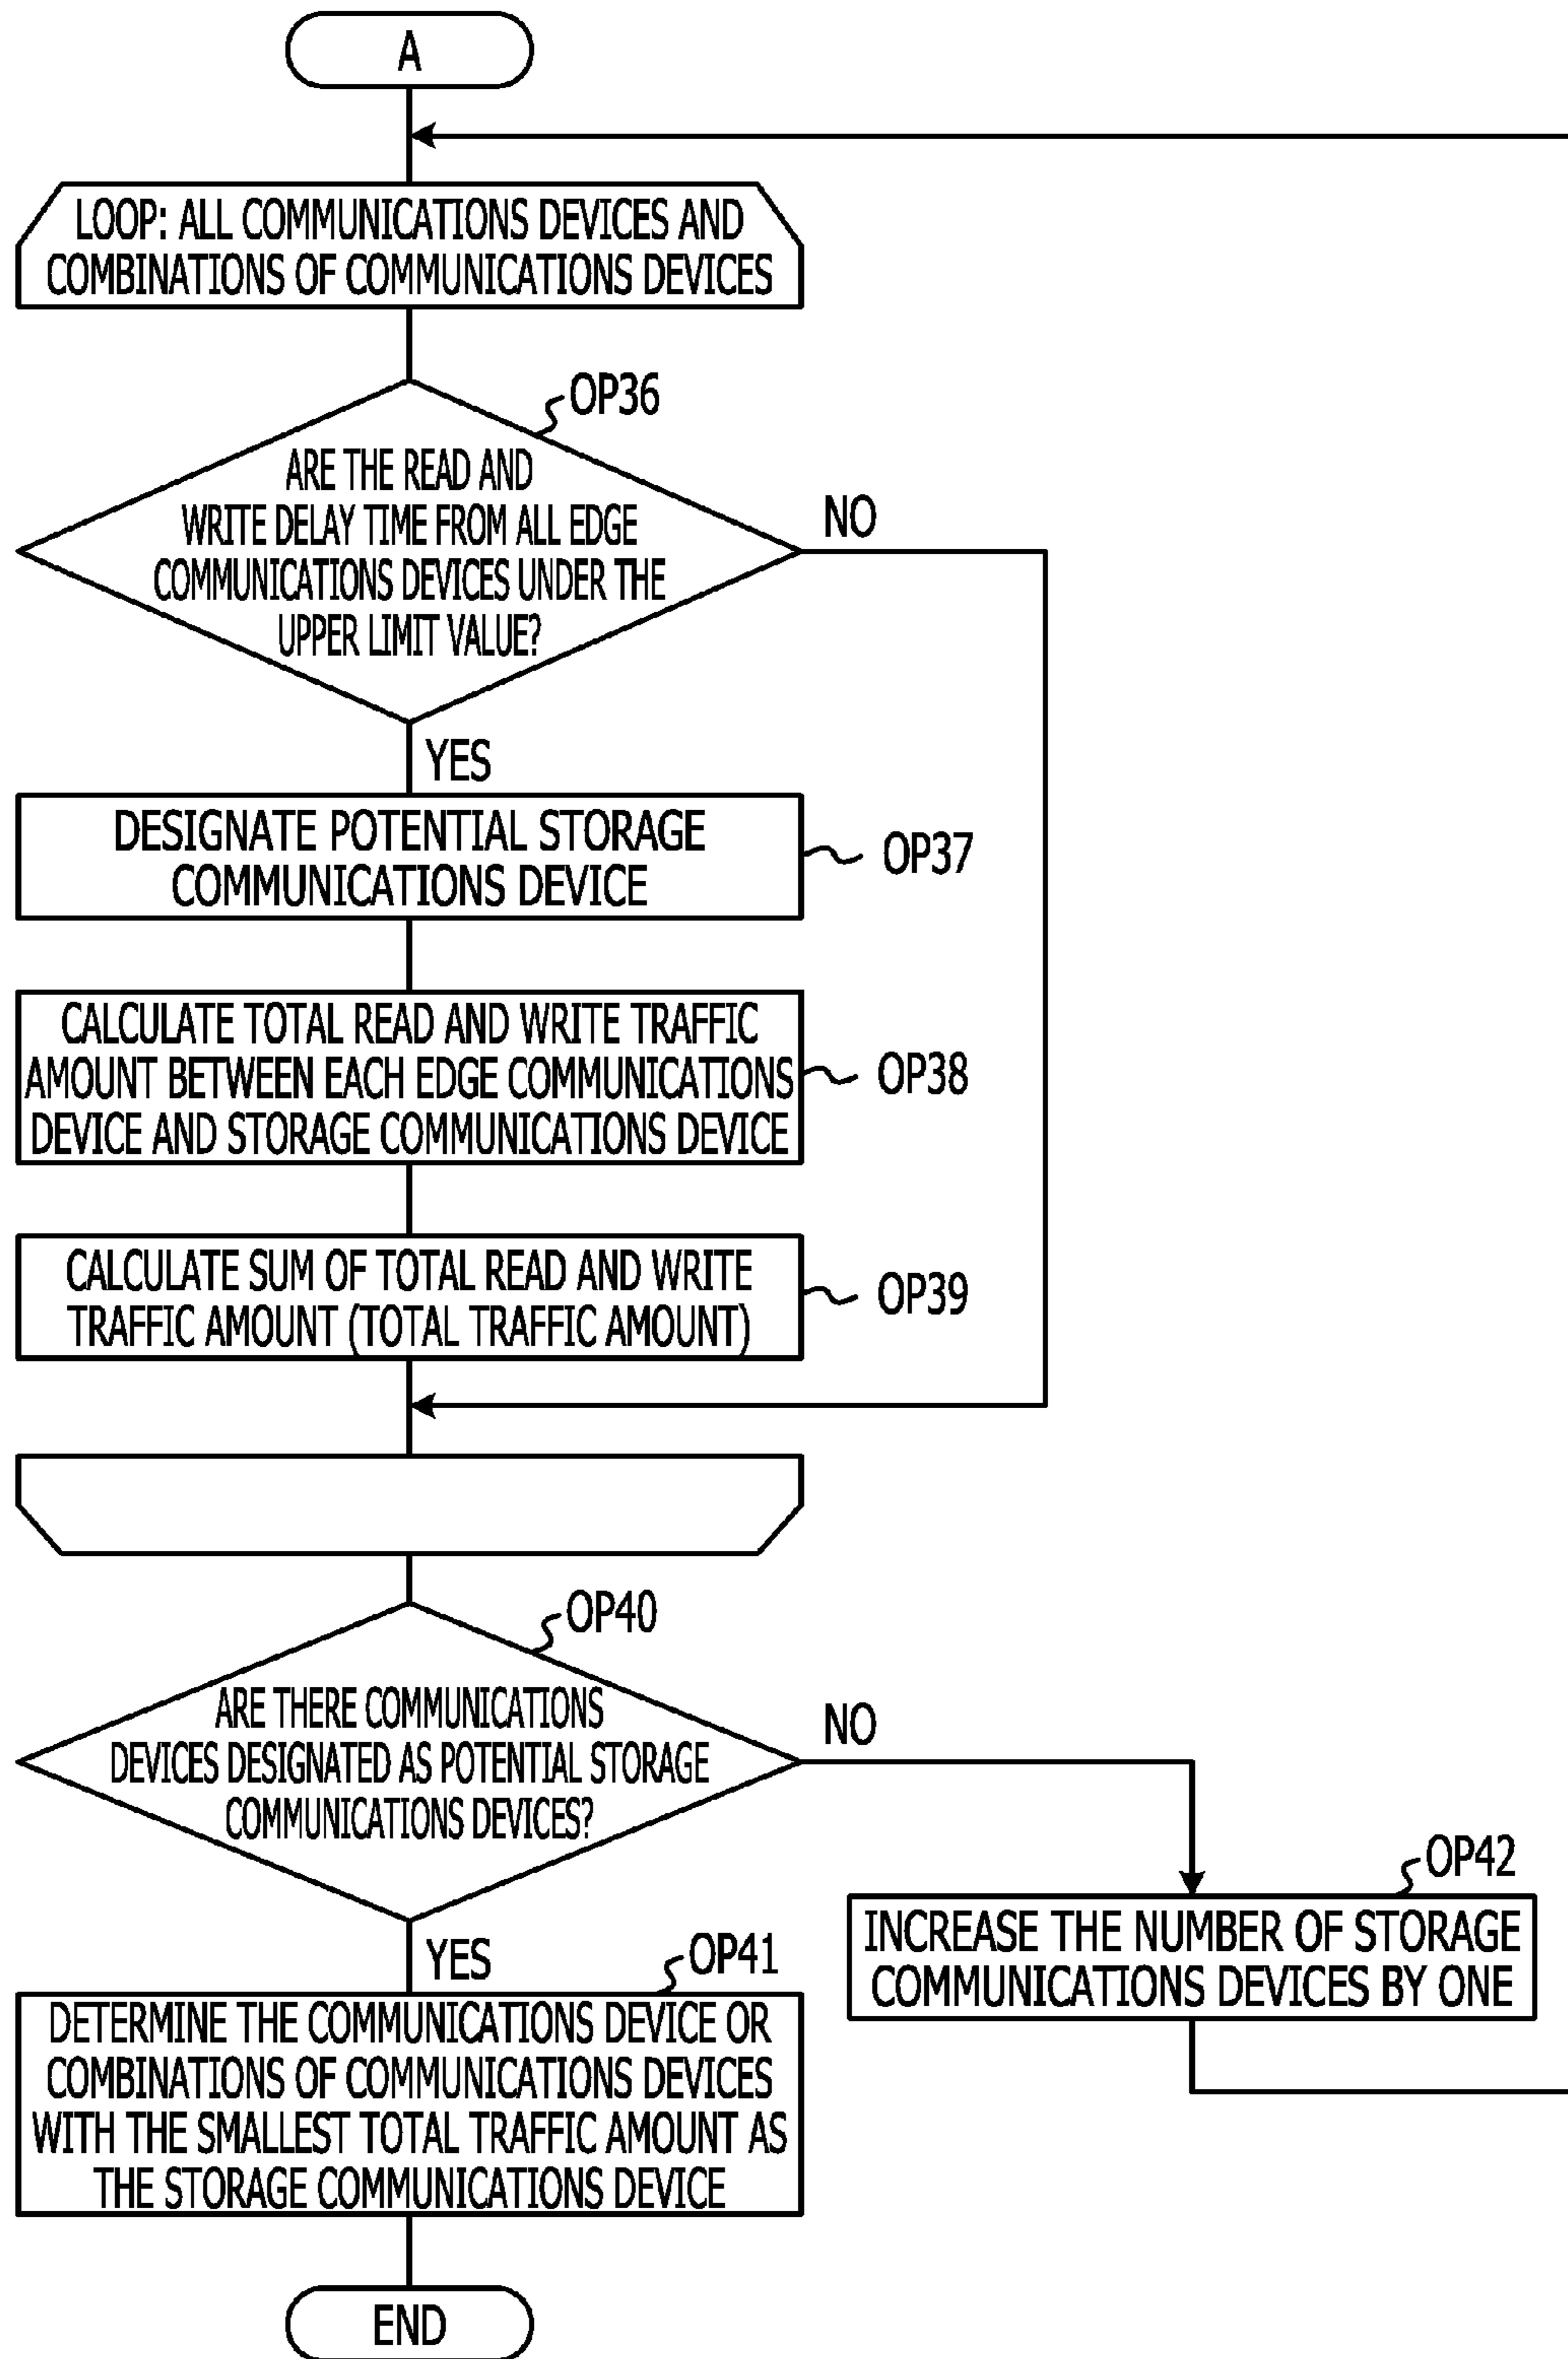 A
LOOP: ALL COMMUNICATIONS DEVICES AND
COMBINATIONS OF COMMUNICATIONS DEVICES
OP36
ARE THE READ AND
WRITE DELAY TIME FROM ALL EDGE
COMMUNICATIONS DEVICES UNDER THE
UPPER LIMIT VALUE?
NO
YES
DESIGNATE POTENTIAL STORAGE
COMMUNICATIONS DEVICE
OP37
CALCULATE TOTAL READ AND WRITE TRAFFIC
AMOUNT BETWEEN EACH EDGE COMMUNICATIONS
DEVICE AND STORAGE COMMUNICATIONS DEVICE
OP38
CALCULATE SUM OF TOTAL READ AND WRITE
TRAFFIC AMOUNT (TOTAL TRAFFIC AMOUNT)
OP39
OP40
ARE THERE COMMUNICATIONS
DEVICES DESIGNATED AS POTENTIAL STORAGE
COMMUNICATIONS DEVICES?
NO
YES
OP42
INCREASE THE NUMBER OF STORAGE
COMMUNICATIONS DEVICES BY ONE
OP41
DETERMINE THE COMMUNICATIONS DEVICE OR
COMBINATIONS OF COMMUNICATIONS DEVICES
WITH THE SMALLEST TOTAL TRAFFIC AMOUNT AS
THE STORAGE COMMUNICATIONS DEVICE
END